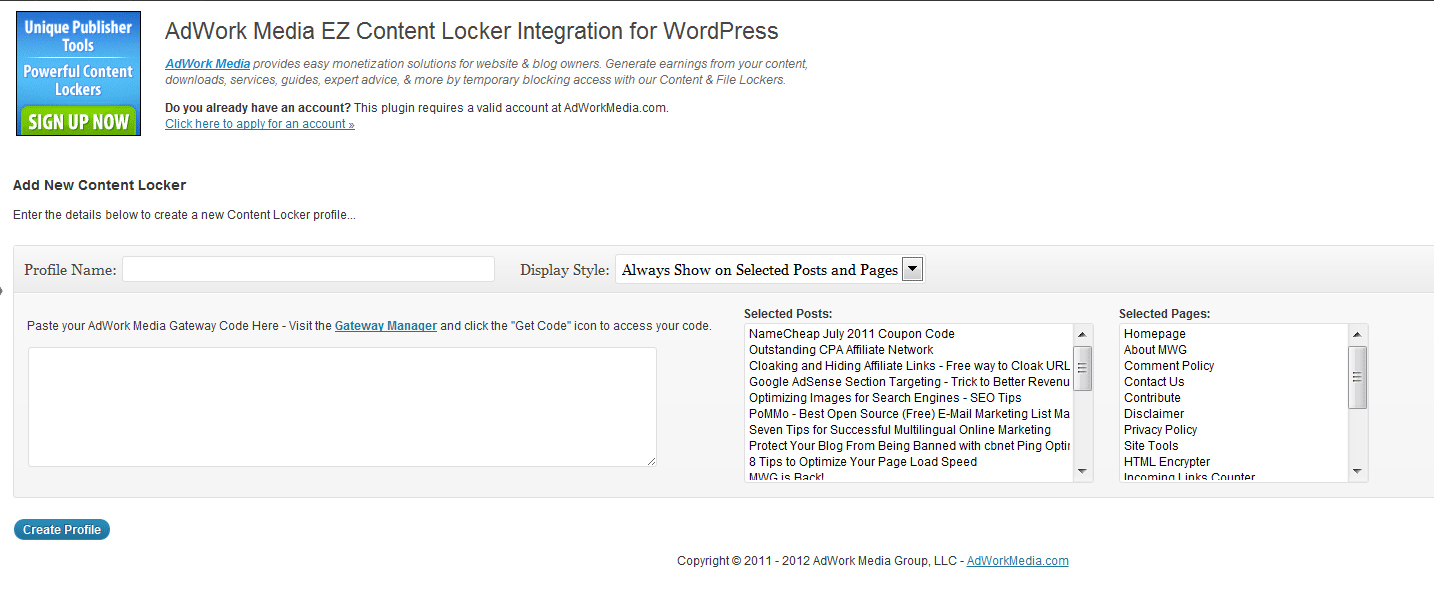 Unique Publisher
Tools
Powerful Content
Lockers
SIGN UP NOW
AdWork Media EZ Content Locker Integration for WordPress
AdWork Media provides easy monetization solutions for website & blog owners. Generate earnings from your content,
downloads, services, guides, expert advice, & more by temporary blocking access with our Content & File Lockers.
Do you already have an account? This plugin requires a valid account at AdWorkMedia.com.
Click here to apply for an account »
Add New Content Locker
Enter the details below to create a new Content Locker profile...
Profile Name:
Display Style: Always Show on Selected Posts and Pages
Paste your AdWork Media Gateway Code Here - Visit the Gateway Manager and click the "Get Code" icon to access your code.
Selected Posts:
NameCheap July 2011 Coupon Code
Outstanding CPA Affiliate Network
Cloaking and Hiding Affiliate Links - Free way to Cloak URL
Google AdSense Section Targeting - Trick to Better Revenu
Optimizing Images for Search Engines - SEO Tips
PoMMo - Best Open Source (Free) E-Mail Marketing List Ma
Seven Tips for Successful Multilingual Online Marketing
Protect Your Blog From Being Banned with cbnet Ping Optin
8 Tips to Optimize Your Page Load Speed
MWG is Back!
Selected Pages:
Homepage
About MWG
Comment Policy
Contact Us
Contribute
Disclaimer
Privacy Policy
Site Tools
HTML Encrypter
Incoming Links Counter
Create Profile
Copyright © 2011 - 2012 AdWork Media Group, LLC - AdWorkMedia.com